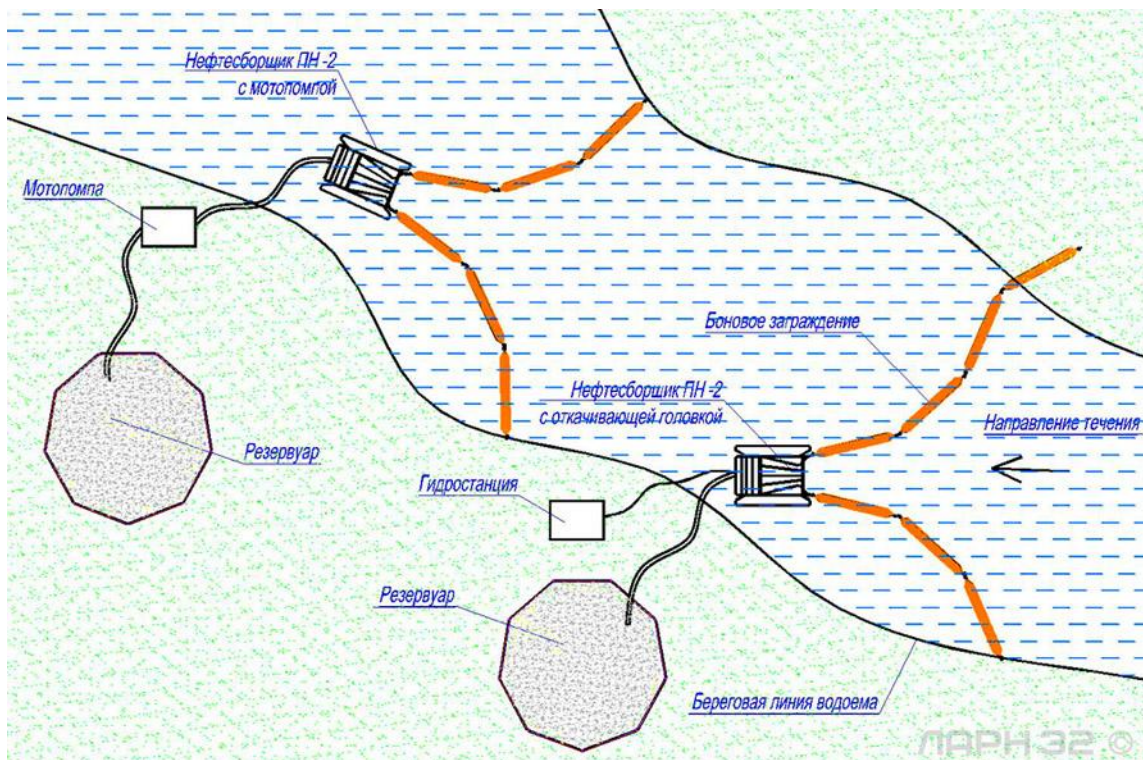 Нефтесборщик ПН -2
с мотопомпой
Мотопомпа
Боновое заграждение
Нефтесборщик ПН -2
с откачивающей головкой
Направление течения
Резервуар
Гидростанция
Резервуар
Береговая линия водоема
ЛАРН 32 ©